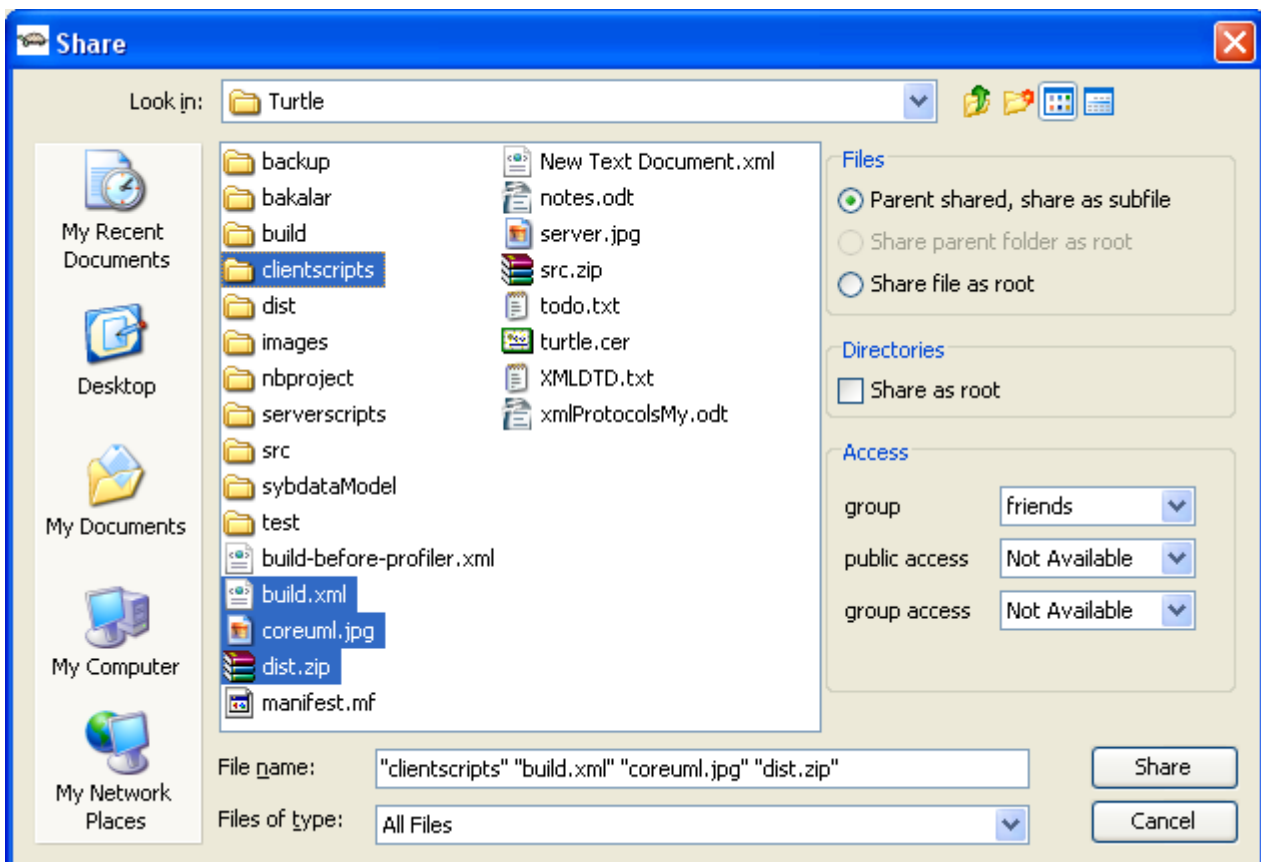 Share
Look in:
Turtle
My Recent
Documents
Desktop
My Documents
My Computer
My Network
Places
backup
bakalar
build
clientscripts
dist
images
nbproject
serverscripts
src
sybdataModel
test
build-before-profiler.xml
build.xml
coreuml.jpg
dist.zip
manifest.mf
New Text Document.xml
notes.odt
server.jpg
src.zip
todo.txt
turtle.cer
XMLDTD.txt
xmlProtocolsMy.odt
Files
Parent shared, share as subfile
Share parent folder as root
Share file as root
Directories
Share as root
Access
group
friends
public access
Not Available
group access
Not Available
File name:
"clientscripts" "build.xml" "coreuml.jpg" "dist.zip"
Share
Files of type:
All Files
Cancel